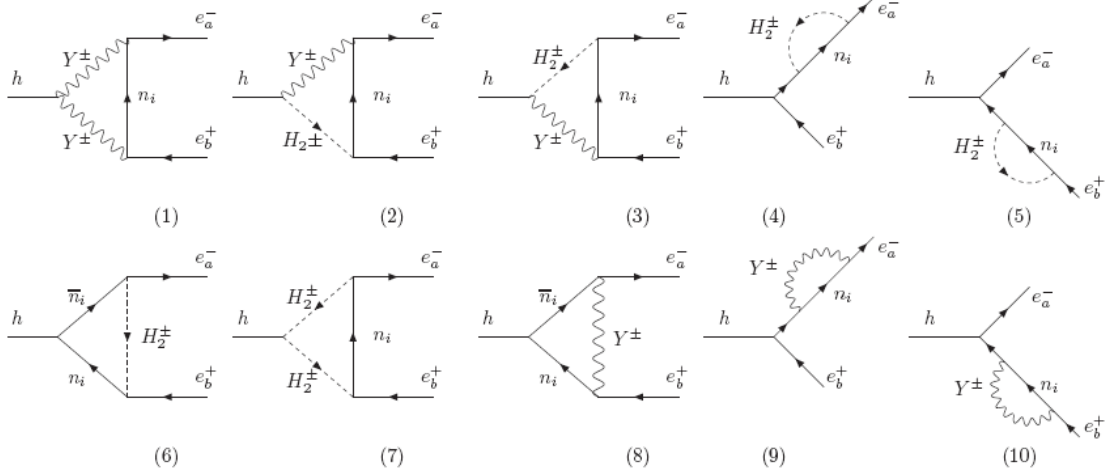 h Y± Y± n_i e_a^- e_b^+
(1)
h Y± H_2± n_i e_a^- e_b^+
(2)
h H_2^± Y± n_i e_a^- e_b^+
(3)
h H_2^± n_i e_a^- e_b^+
(4)
h H_2^± n_i e_a^- e_b^+
(5)
h n̅_i n_i H_2^± e_a^- e_b^+
(6)
h H_2^± H_2^± n_i e_a^- e_b^+
(7)
h n̅_i n_i Y± e_a^- e_b^+
(8)
h Y± n_i e_a^- e_b^+
(9)
h Y± n_i e_a^- e_b^+
(10)